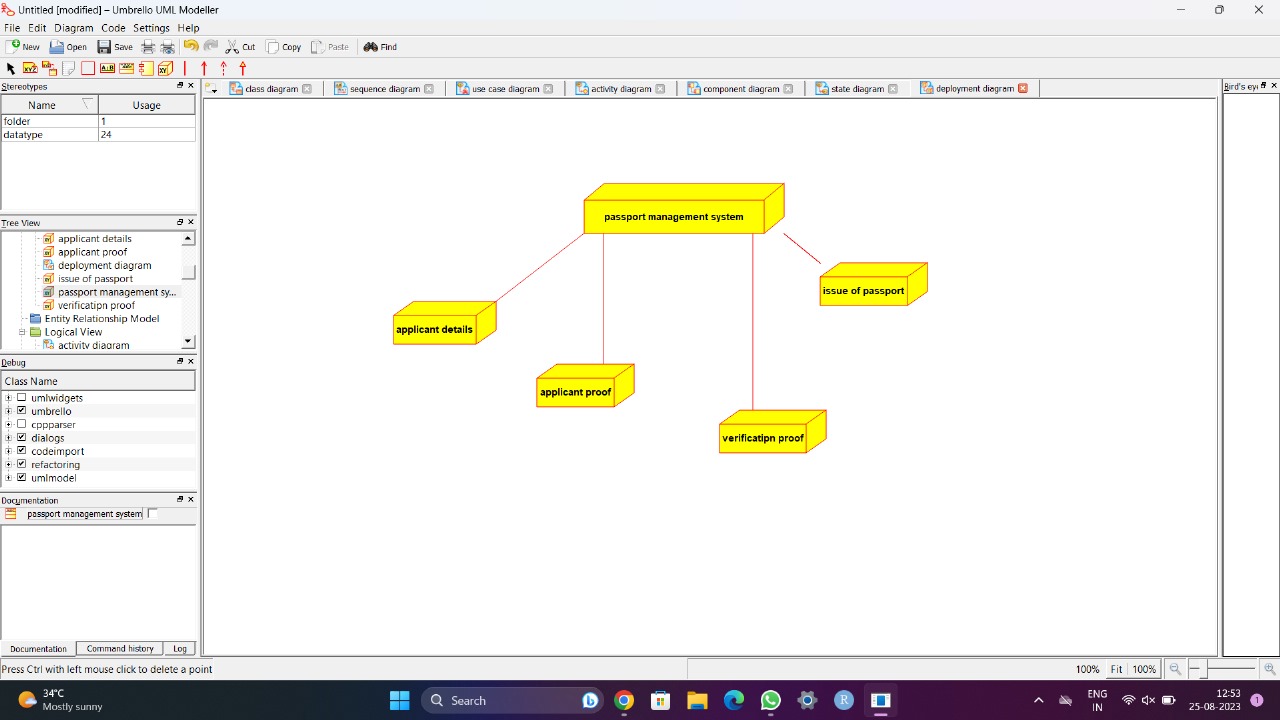 Untitled [modified] – Umbrello UML Modeller
File Edit Diagram Code Settings Help
New Open Save Cut Copy Paste Find
Stereotypes
Name Usage
folder 1
datatype 24
Tree View
applicant details
applicant proof
deployment diagram
issue of passport
passport management sy...
verificatipn proof
Entity Relationship Model
Logical View
activity diagram
Debug
Class Name
umlwidgets
umbrello
cppparser
dialogs
codeimport
refactoring
umlmodel
Documentation
passport management system
Documentation Command history Log
class diagram sequence diagram use case diagram activity diagram component diagram state diagram deployment diagram
Bird's ey
passport management system
issue of passport
applicant details
applicant proof
verificatipn proof
Press Ctrl with left mouse click to delete a point
100% Fit 100%
34°C
Mostly sunny
Search
ENG
IN
12:53
25-08-2023
1